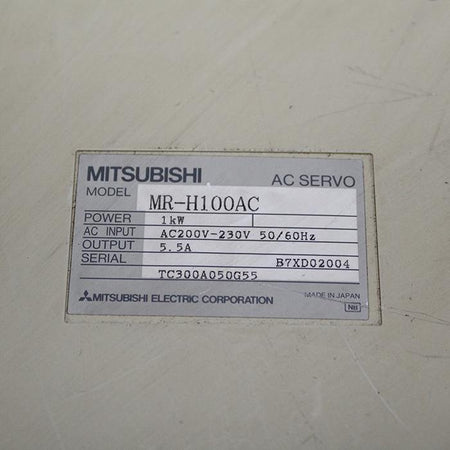 MITSUBISHI AC SERVO
MODEL MR-H100AC
POWER 1kW
AC INPUT AC200V-230V 50/60Hz
OUTPUT 5.5A
SERIAL B7XD02004
TC300A050G55
MITSUBISHI ELECTRIC CORPORATION MADE IN JAPAN